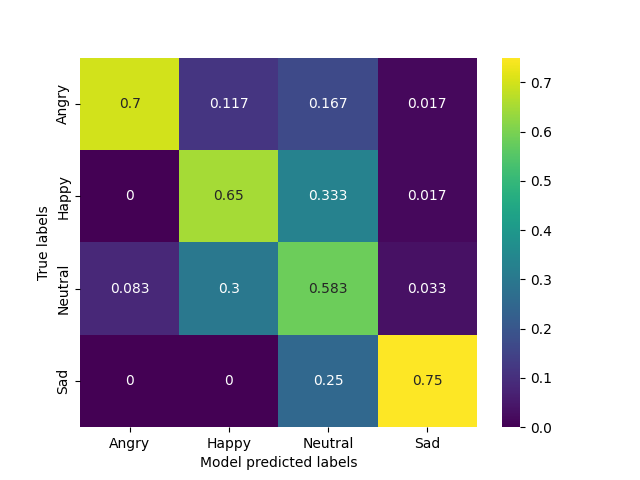 Angry 0.7 0.117 0.167 0.017
Happy 0 0.65 0.333 0.017
Neutral 0.083 0.3 0.583 0.033
Sad 0 0 0.25 0.75
Angry Happy Neutral Sad
Model predicted labels
True labels
0.7
0.6
0.5
0.4
0.3
0.2
0.1
0.0